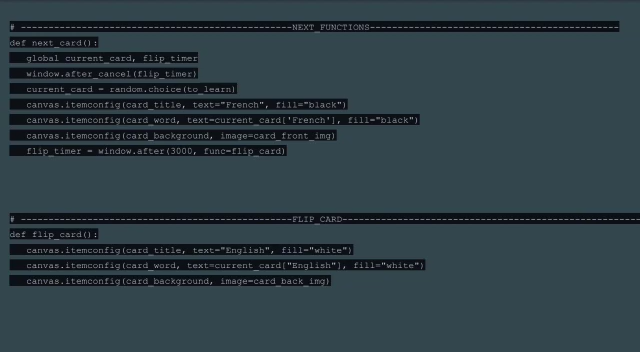 # --------------------------------------------------NEXT_FUNCTIONS----------------------------------------------
def next_card():
   global current_card, flip_timer
   window.after_cancel(flip_timer)
   current_card = random.choice(to_learn)
   canvas.itemconfig(card_title, text="French", fill="black")
   canvas.itemconfig(card_word, text=current_card['French'], fill="black")
   canvas.itemconfig(card_background, image=card_front_img)
   flip_timer = window.after(3000, func=flip_card)
# --------------------------------------------------FLIP_CARD-------------------------------------------------------
def flip_card():
   canvas.itemconfig(card_title, text="English", fill="white")
   canvas.itemconfig(card_word, text=current_card["English"], fill="white")
   canvas.itemconfig(card_background, image=card_back_img)